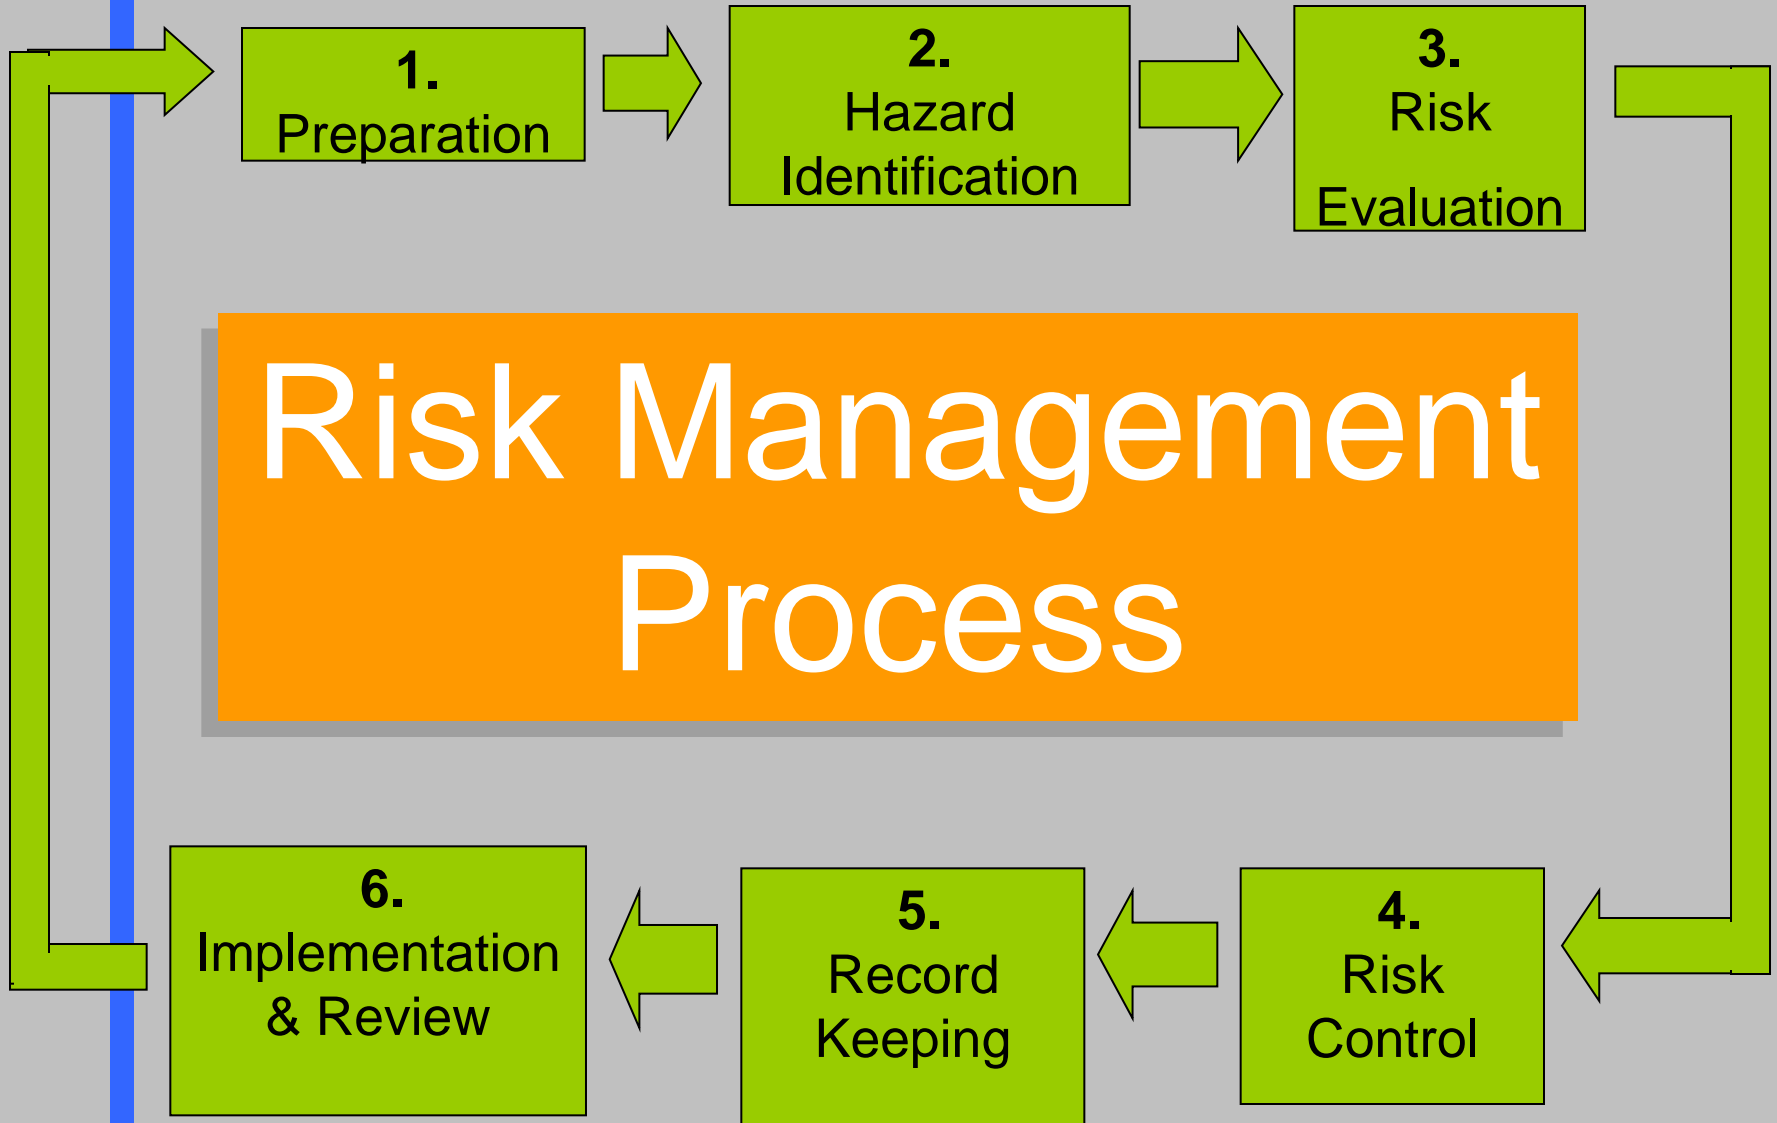 1.
Preparation
2.
Hazard
Identification
3.
Risk
Evaluation
Risk Management
Process
6.
Implementation
& Review
5.
Record
Keeping
4.
Risk
Control